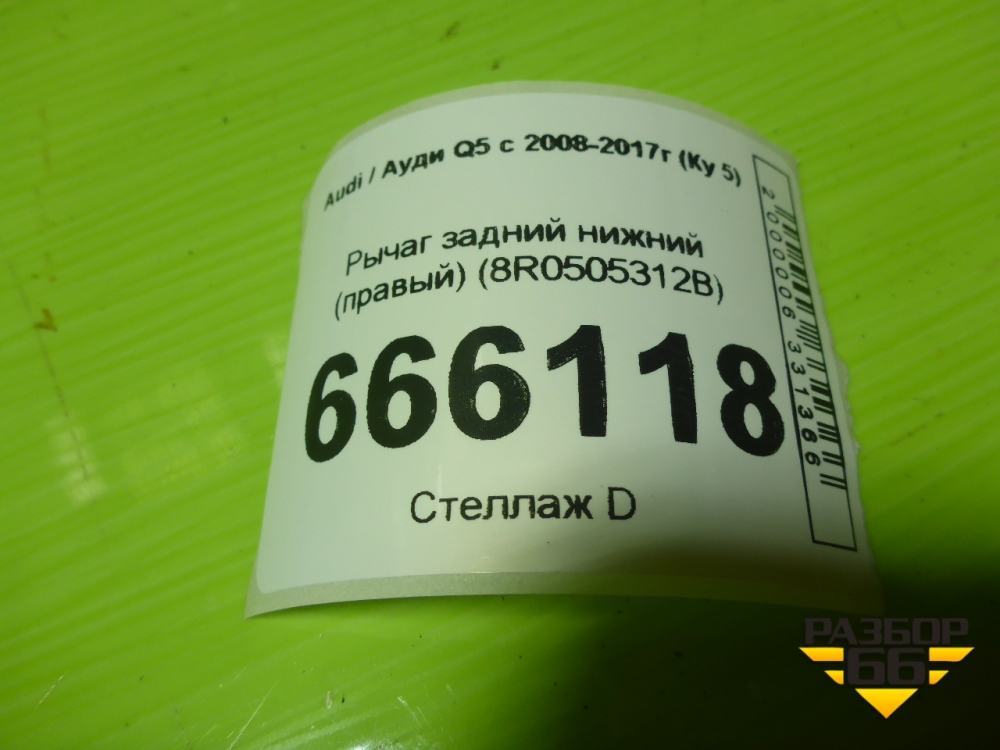 Audi / Ауди Q5 с 2008-2017г (Ку 5)
Рычаг задний нижний
(правый) (8R0505312B)
666118
Стеллаж D
2000006331366
РАЗБОР
66